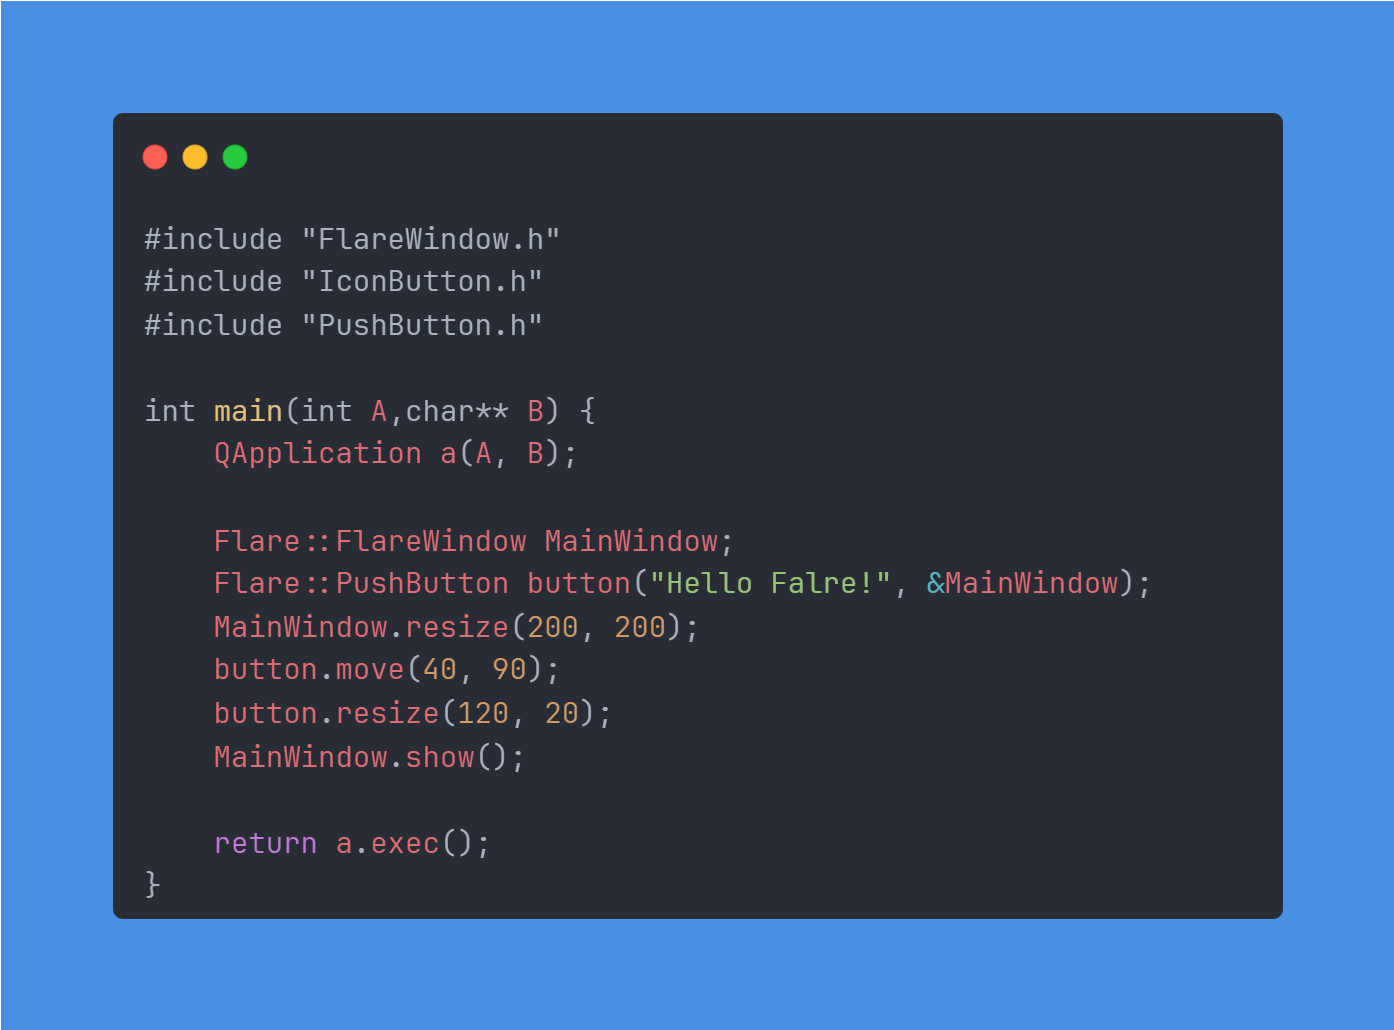 #include "FlareWindow.h"
#include "IconButton.h"
#include "PushButton.h"
int main(int A,char** B) {
QApplication a(A, B);
Flare::FlareWindow MainWindow;
Flare::PushButton button("Hello Falre!", &MainWindow);
MainWindow.resize(200, 200);
button.move(40, 90);
button.resize(120, 20);
MainWindow.show();
return a.exec();
}